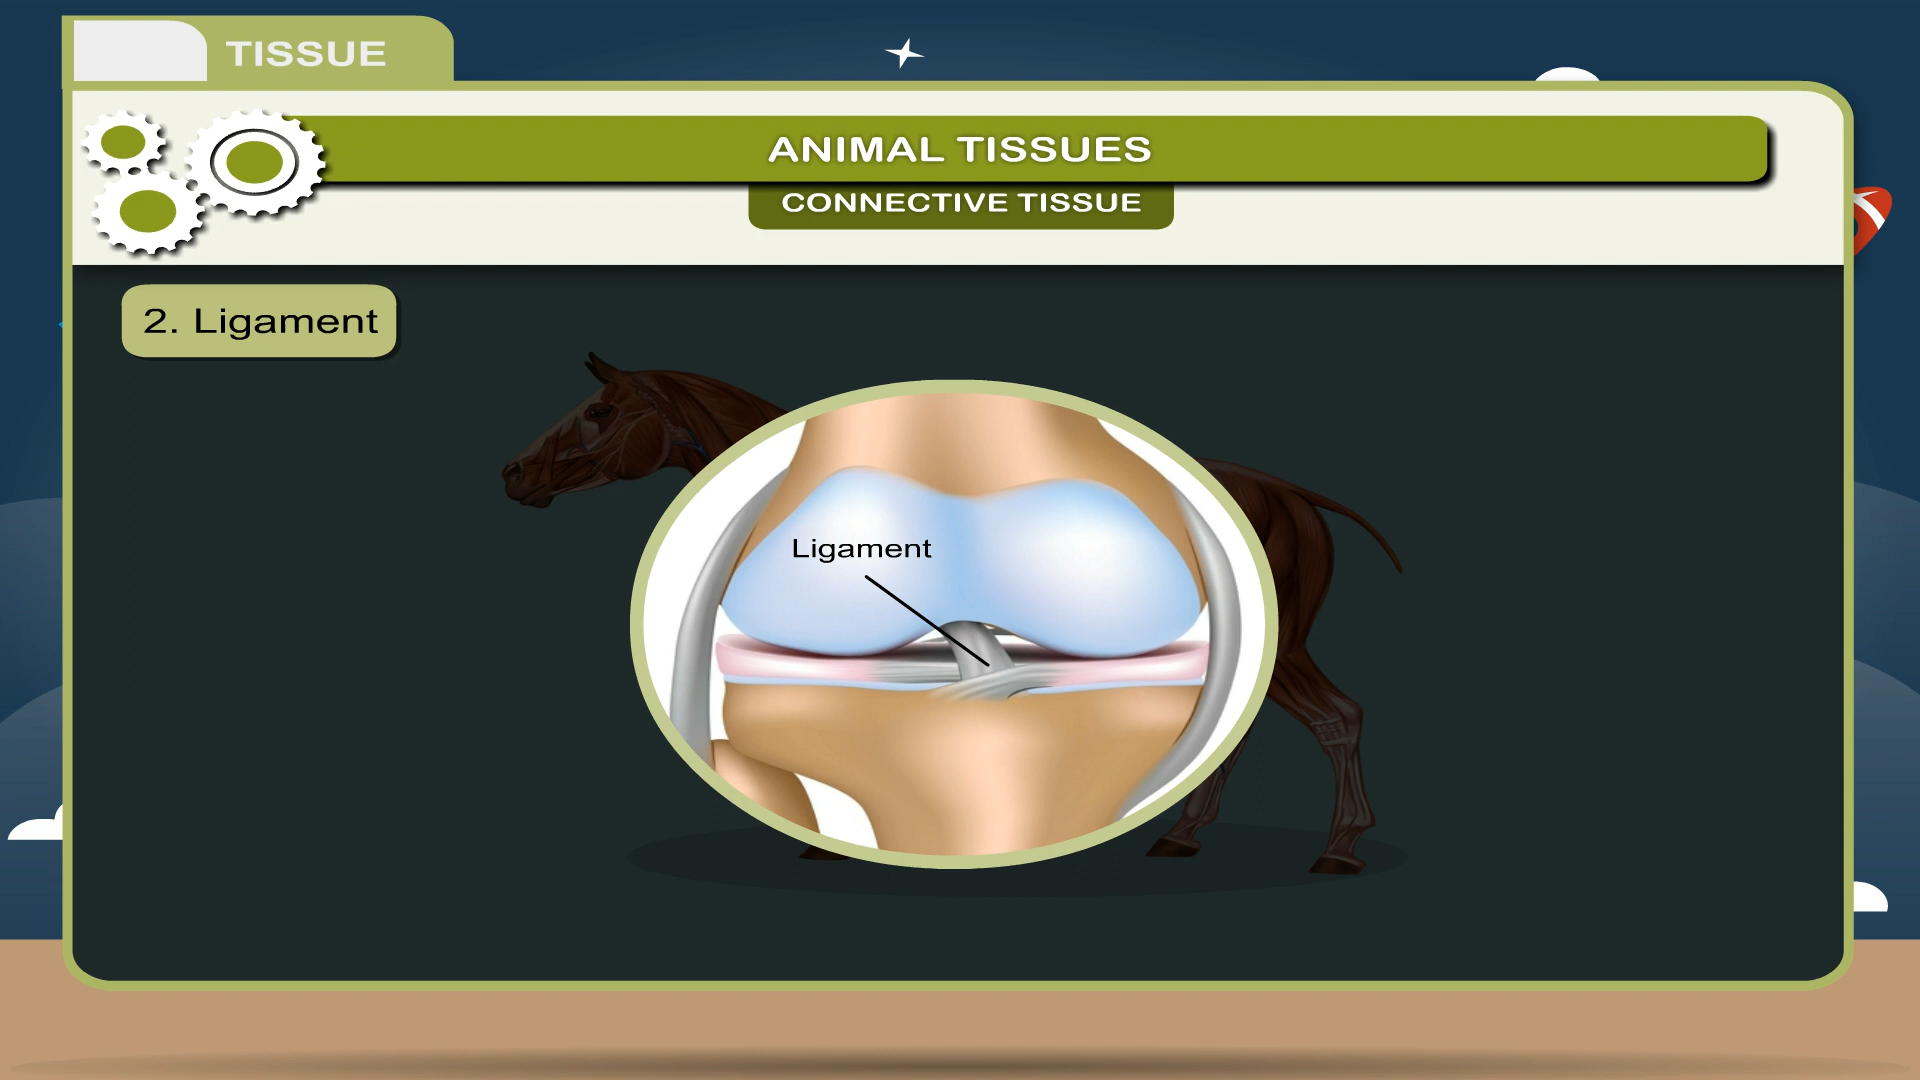 TISSUE
ANIMAL TISSUES
CONNECTIVE TISSUE
2. Ligament
Ligament